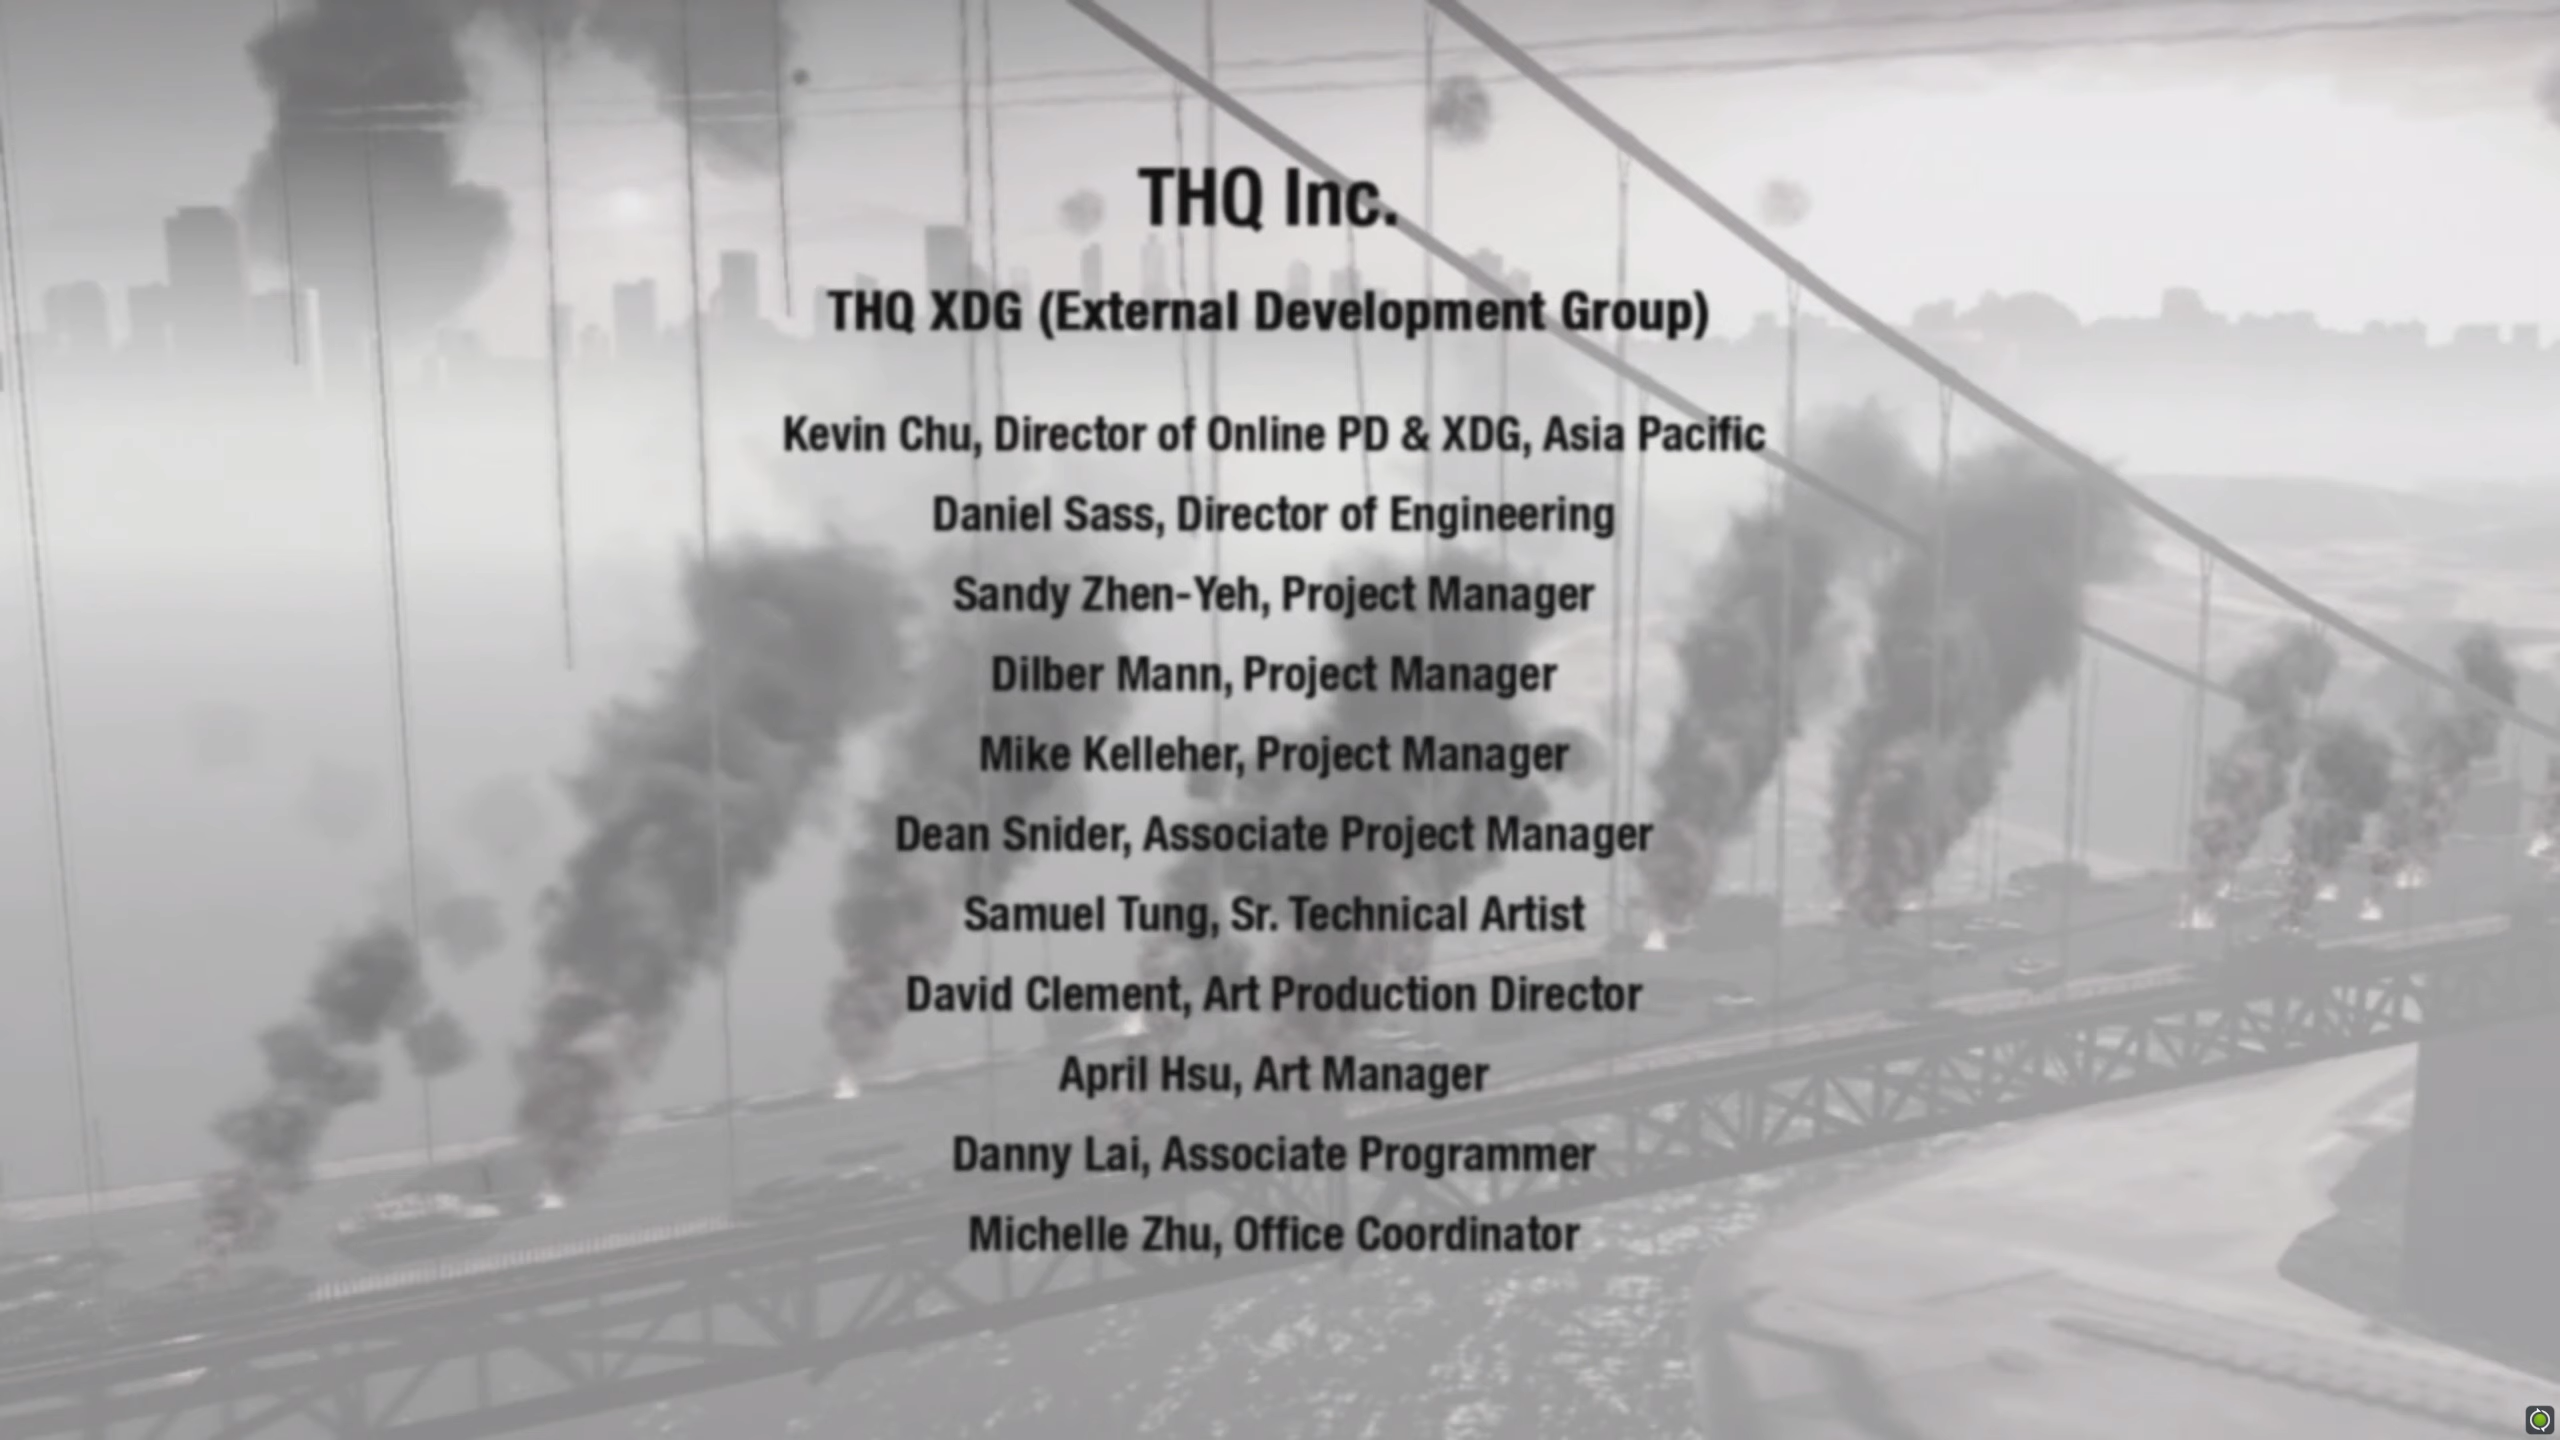 THQ Inc.
THQ XDG (External Development Group)
Kevin Chu, Director of Online PD & XDG, Asia Pacific
Daniel Sass, Director of Engineering
Sandy Zhen-Yeh, Project Manager
Dilber Mann, Project Manager
Mike Kelleher, Project Manager
Dean Snider, Associate Project Manager
Samuel Tung, Sr. Technical Artist
David Clement, Art Production Director
April Hsu, Art Manager
Danny Lai, Associate Programmer
Michelle Zhu, Office Coordinator